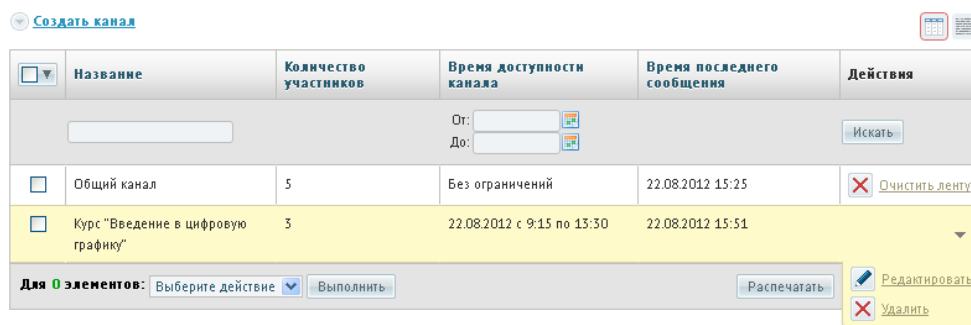 Создать канал
Название
Количество участников
Время доступности канала
Время последнего сообщения
Действия
От:
До:
Искать
Общий канал 5 Без ограничений 22.08.2012 15:25 Очистить ленту
Курс "Введение в цифровую графику" 3 22.08.2012 с 9:15 по 13:30 22.08.2012 15:51
Для 0 элементов: Выберите действие Выполнить Распечатать
Редактировать
Удалить